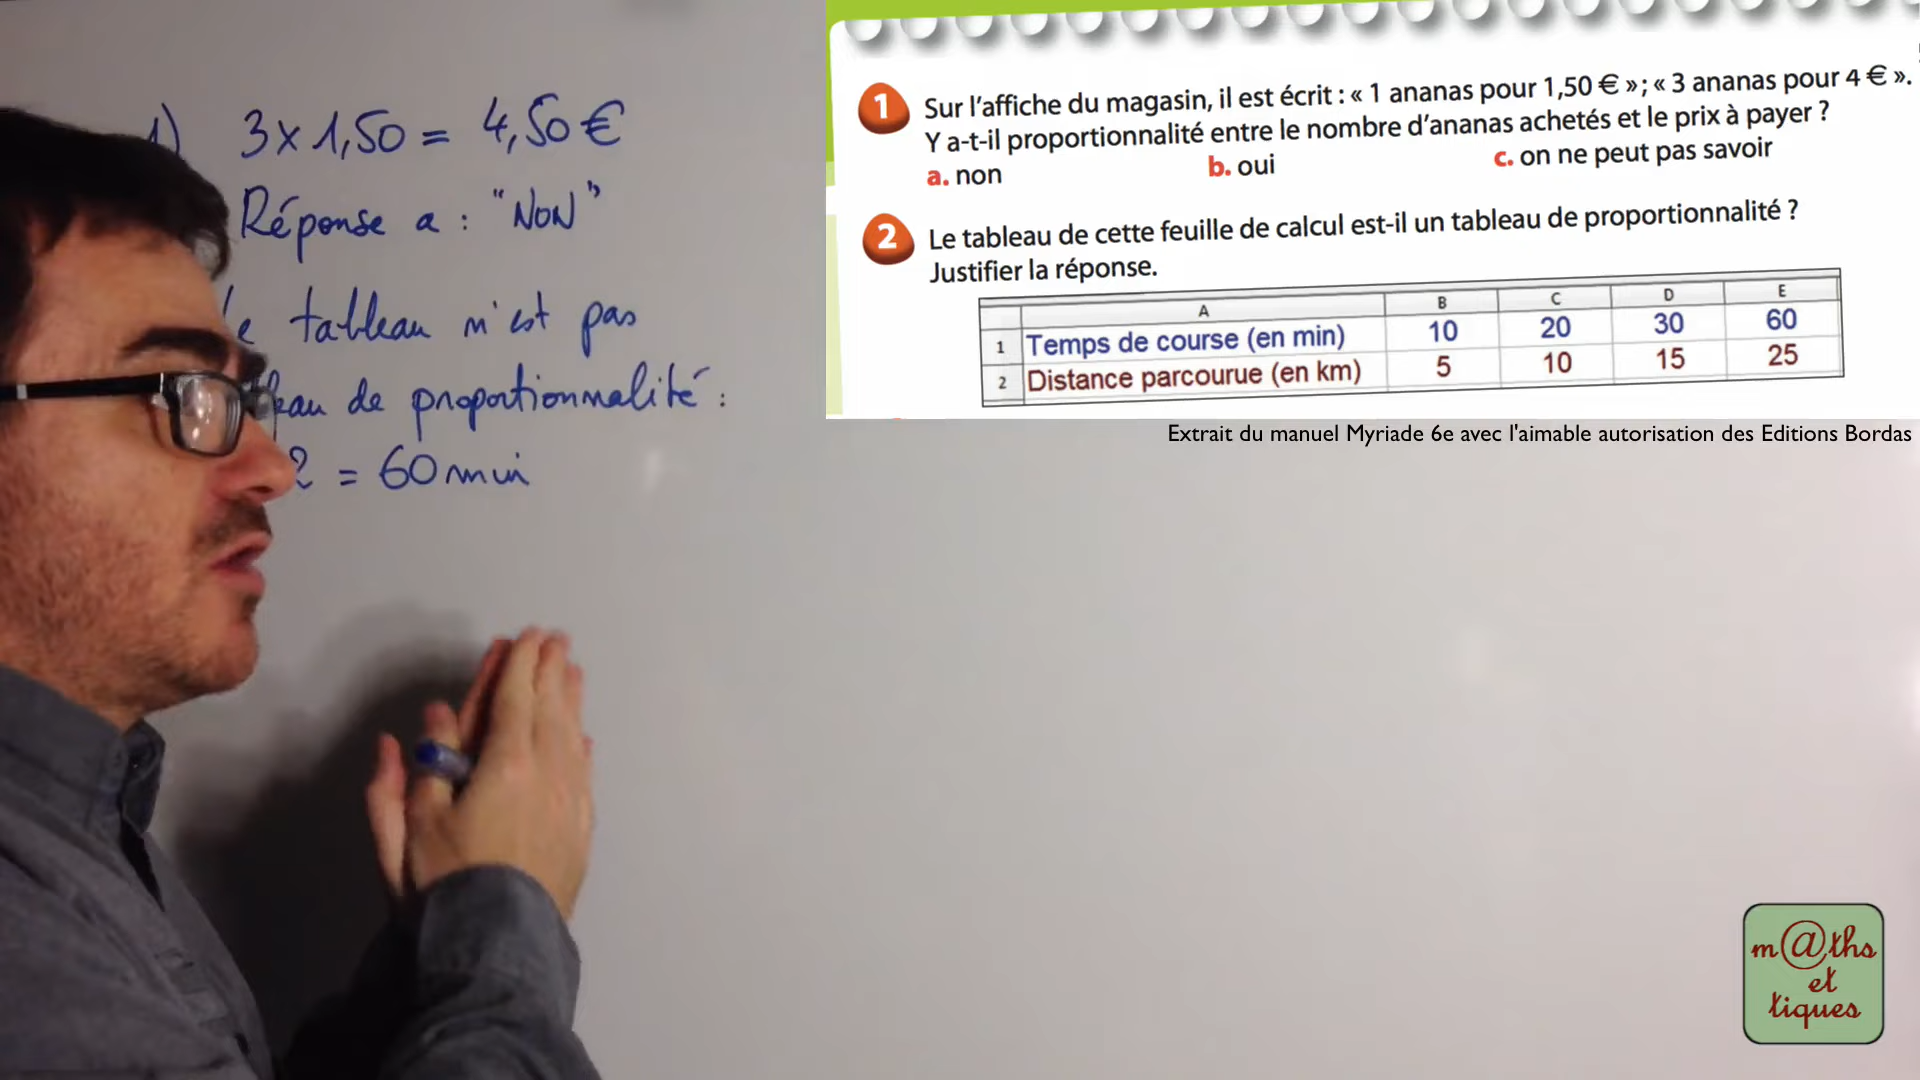 1) 3 x 1,50 = 4,50 €
Réponse a : "NON"
tableau n'est pas
de proportionnalité :
2 = 60 min
1 Sur l'affiche du magasin, il est écrit : « 1 ananas pour 1,50 € » ; « 3 ananas pour 4 € ».
Y a-t-il proportionnalité entre le nombre d'ananas achetés et le prix à payer ?
a. non b. oui c. on ne peut pas savoir
2 Le tableau de cette feuille de calcul est-il un tableau de proportionnalité ?
Justifier la réponse.
A B C D E
1 Temps de course (en min) 10 20 30 60
2 Distance parcourue (en km) 5 10 15 25
Extrait du manuel Myriade 6e avec l'aimable autorisation des Editions Bordas
m@ths
et
tiques